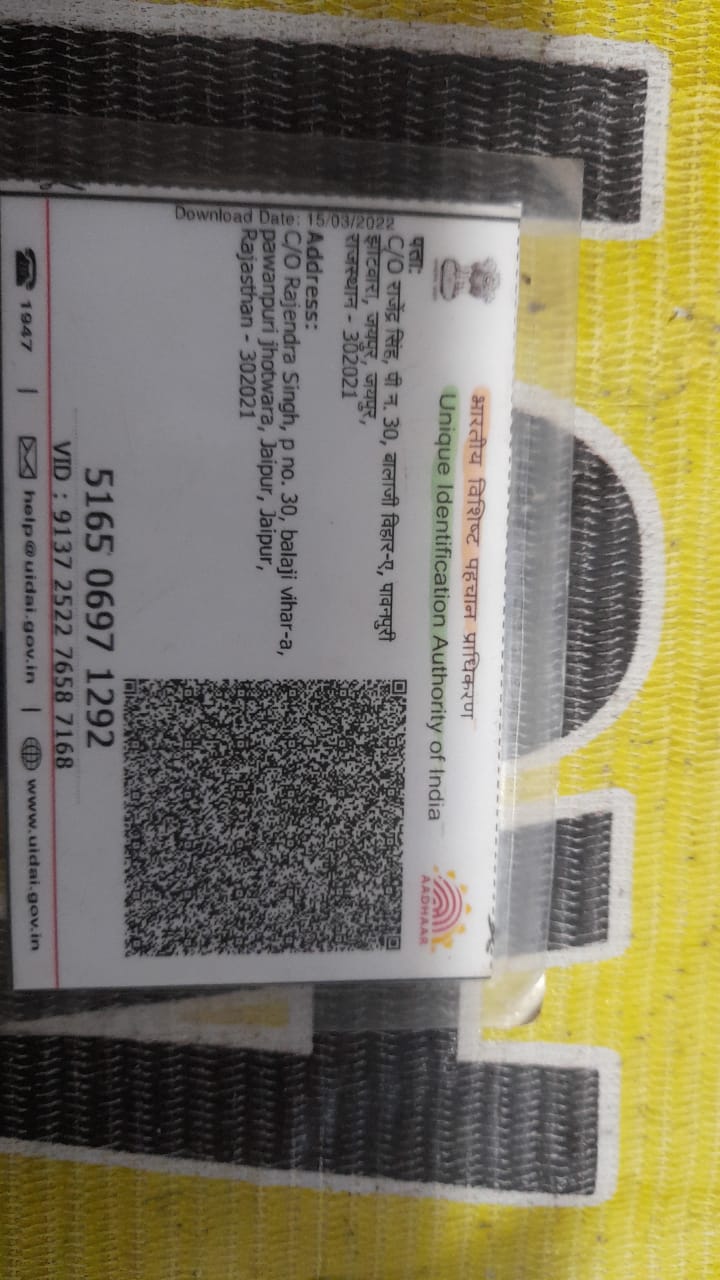 भारतीय विशिष्ट पहचान प्राधिकरण
Unique Identification Authority of India
AADHAAR
Download Date: 15/03/2022
पता:
C/O राजेंद्र सिंह, पी न. 30, बालाजी विहार-ए, पावनपुरी
झोटवारा, जयपुर, जयपुर,
राजस्थान - 302021
Address:
C/O Rajendra Singh, p no. 30, balaji vihar-a,
pawanpuri jhotwara, Jaipur, Jaipur,
Rajasthan - 302021
5165 0697 1292
VID : 9137 2522 7658 7168
1947 | help@uidai.gov.in | www.uidai.gov.in